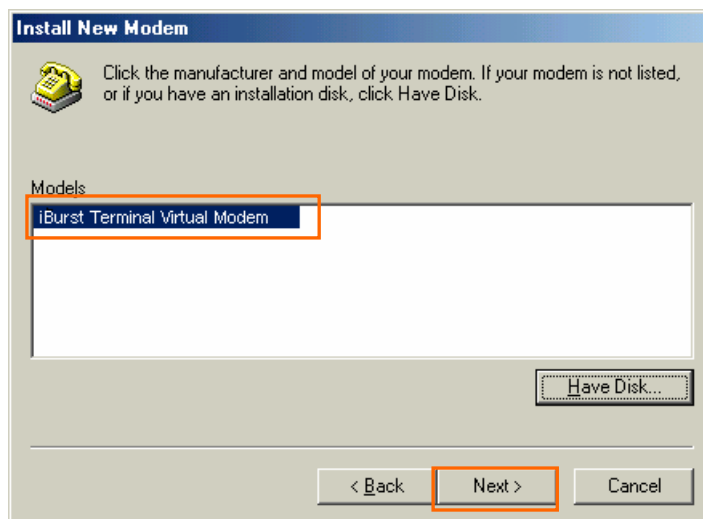 Install New Modem
Click the manufacturer and model of your modem. If your modem is not listed,
or if you have an installation disk, click Have Disk.
Models
iBurst Terminal Virtual Modem
Have Disk...
< Back
Next >
Cancel